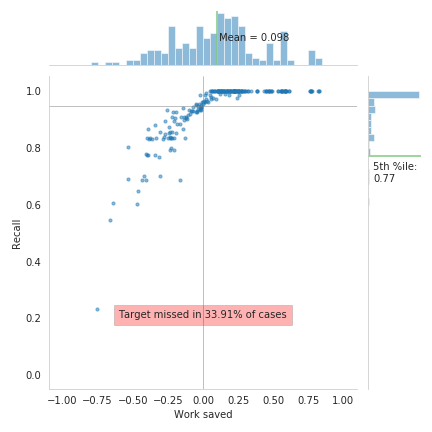 Mean = 0.098
1.0
0.8
0.6
0.4
0.2
0.0
Recall
5th %ile:
0.77
Target missed in 33.91% of cases
−1.00 −0.75 −0.50 −0.25 0.00 0.25 0.50 0.75 1.00
Work saved